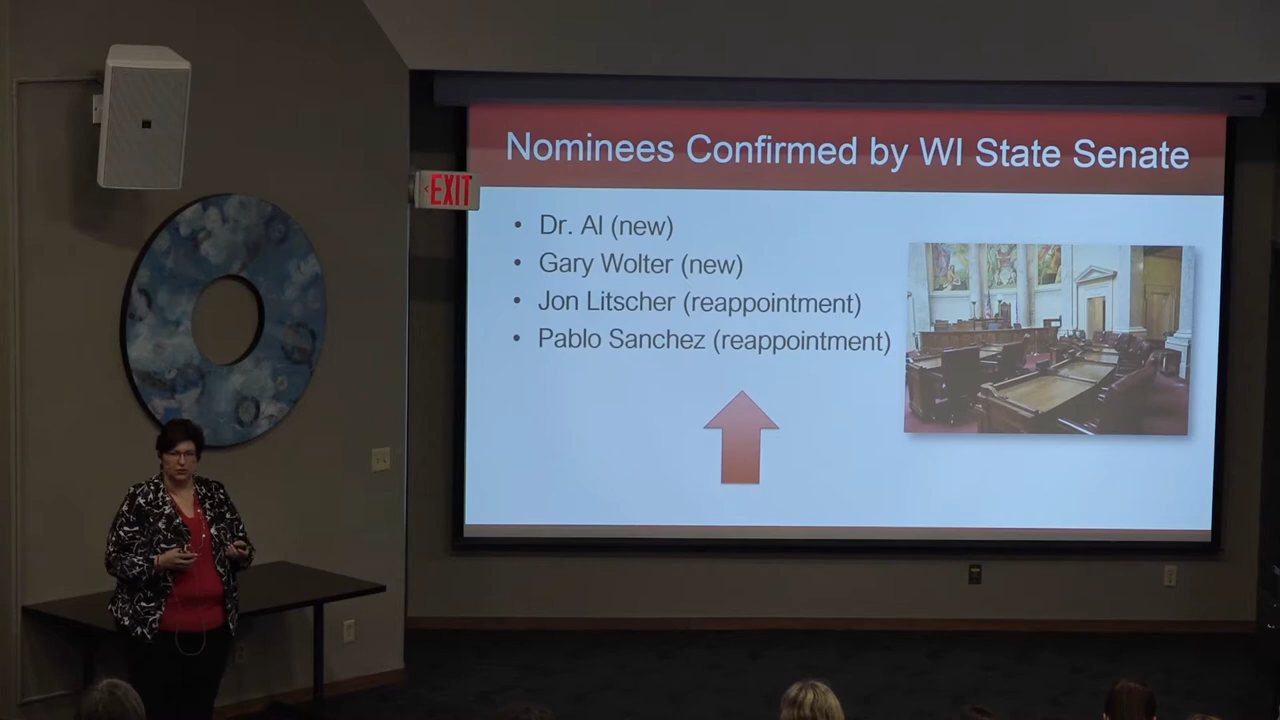 Nominees Confirmed by WI State Senate
<EXIT
• Dr. Al (new)
• Gary Wolter (new)
• Jon Litscher (reappointment)
• Pablo Sanchez (reappointment)